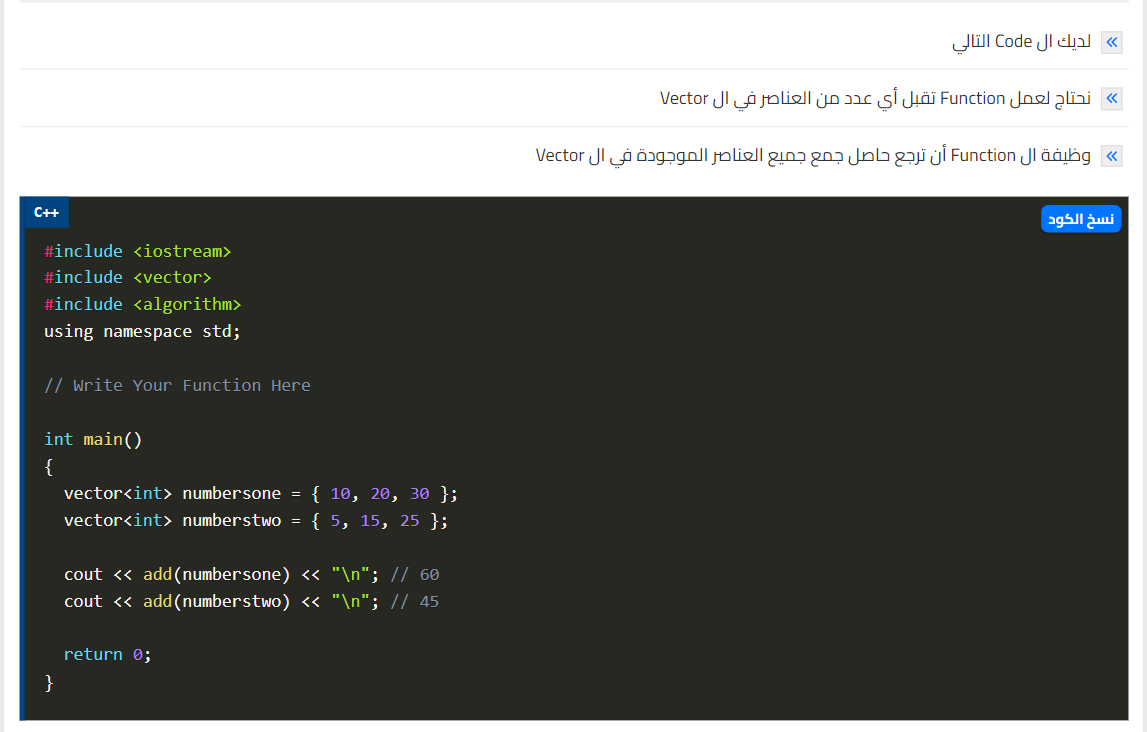 لديك ال Code التالي
نحتاج لعمل Function تقبل أي عدد من العناصر في ال Vector
وظيفة ال Function أن ترجع حاصل جمع جميع العناصر الموجودة في ال Vector
C++
نسخ الكود
#include <iostream>
#include <vector>
#include <algorithm>
using namespace std;
// Write Your Function Here
int main()
{
  vector<int> numbersone = { 10, 20, 30 };
  vector<int> numberstwo = { 5, 15, 25 };
  cout << add(numbersone) << "\n"; // 60
  cout << add(numberstwo) << "\n"; // 45
  return 0;
}